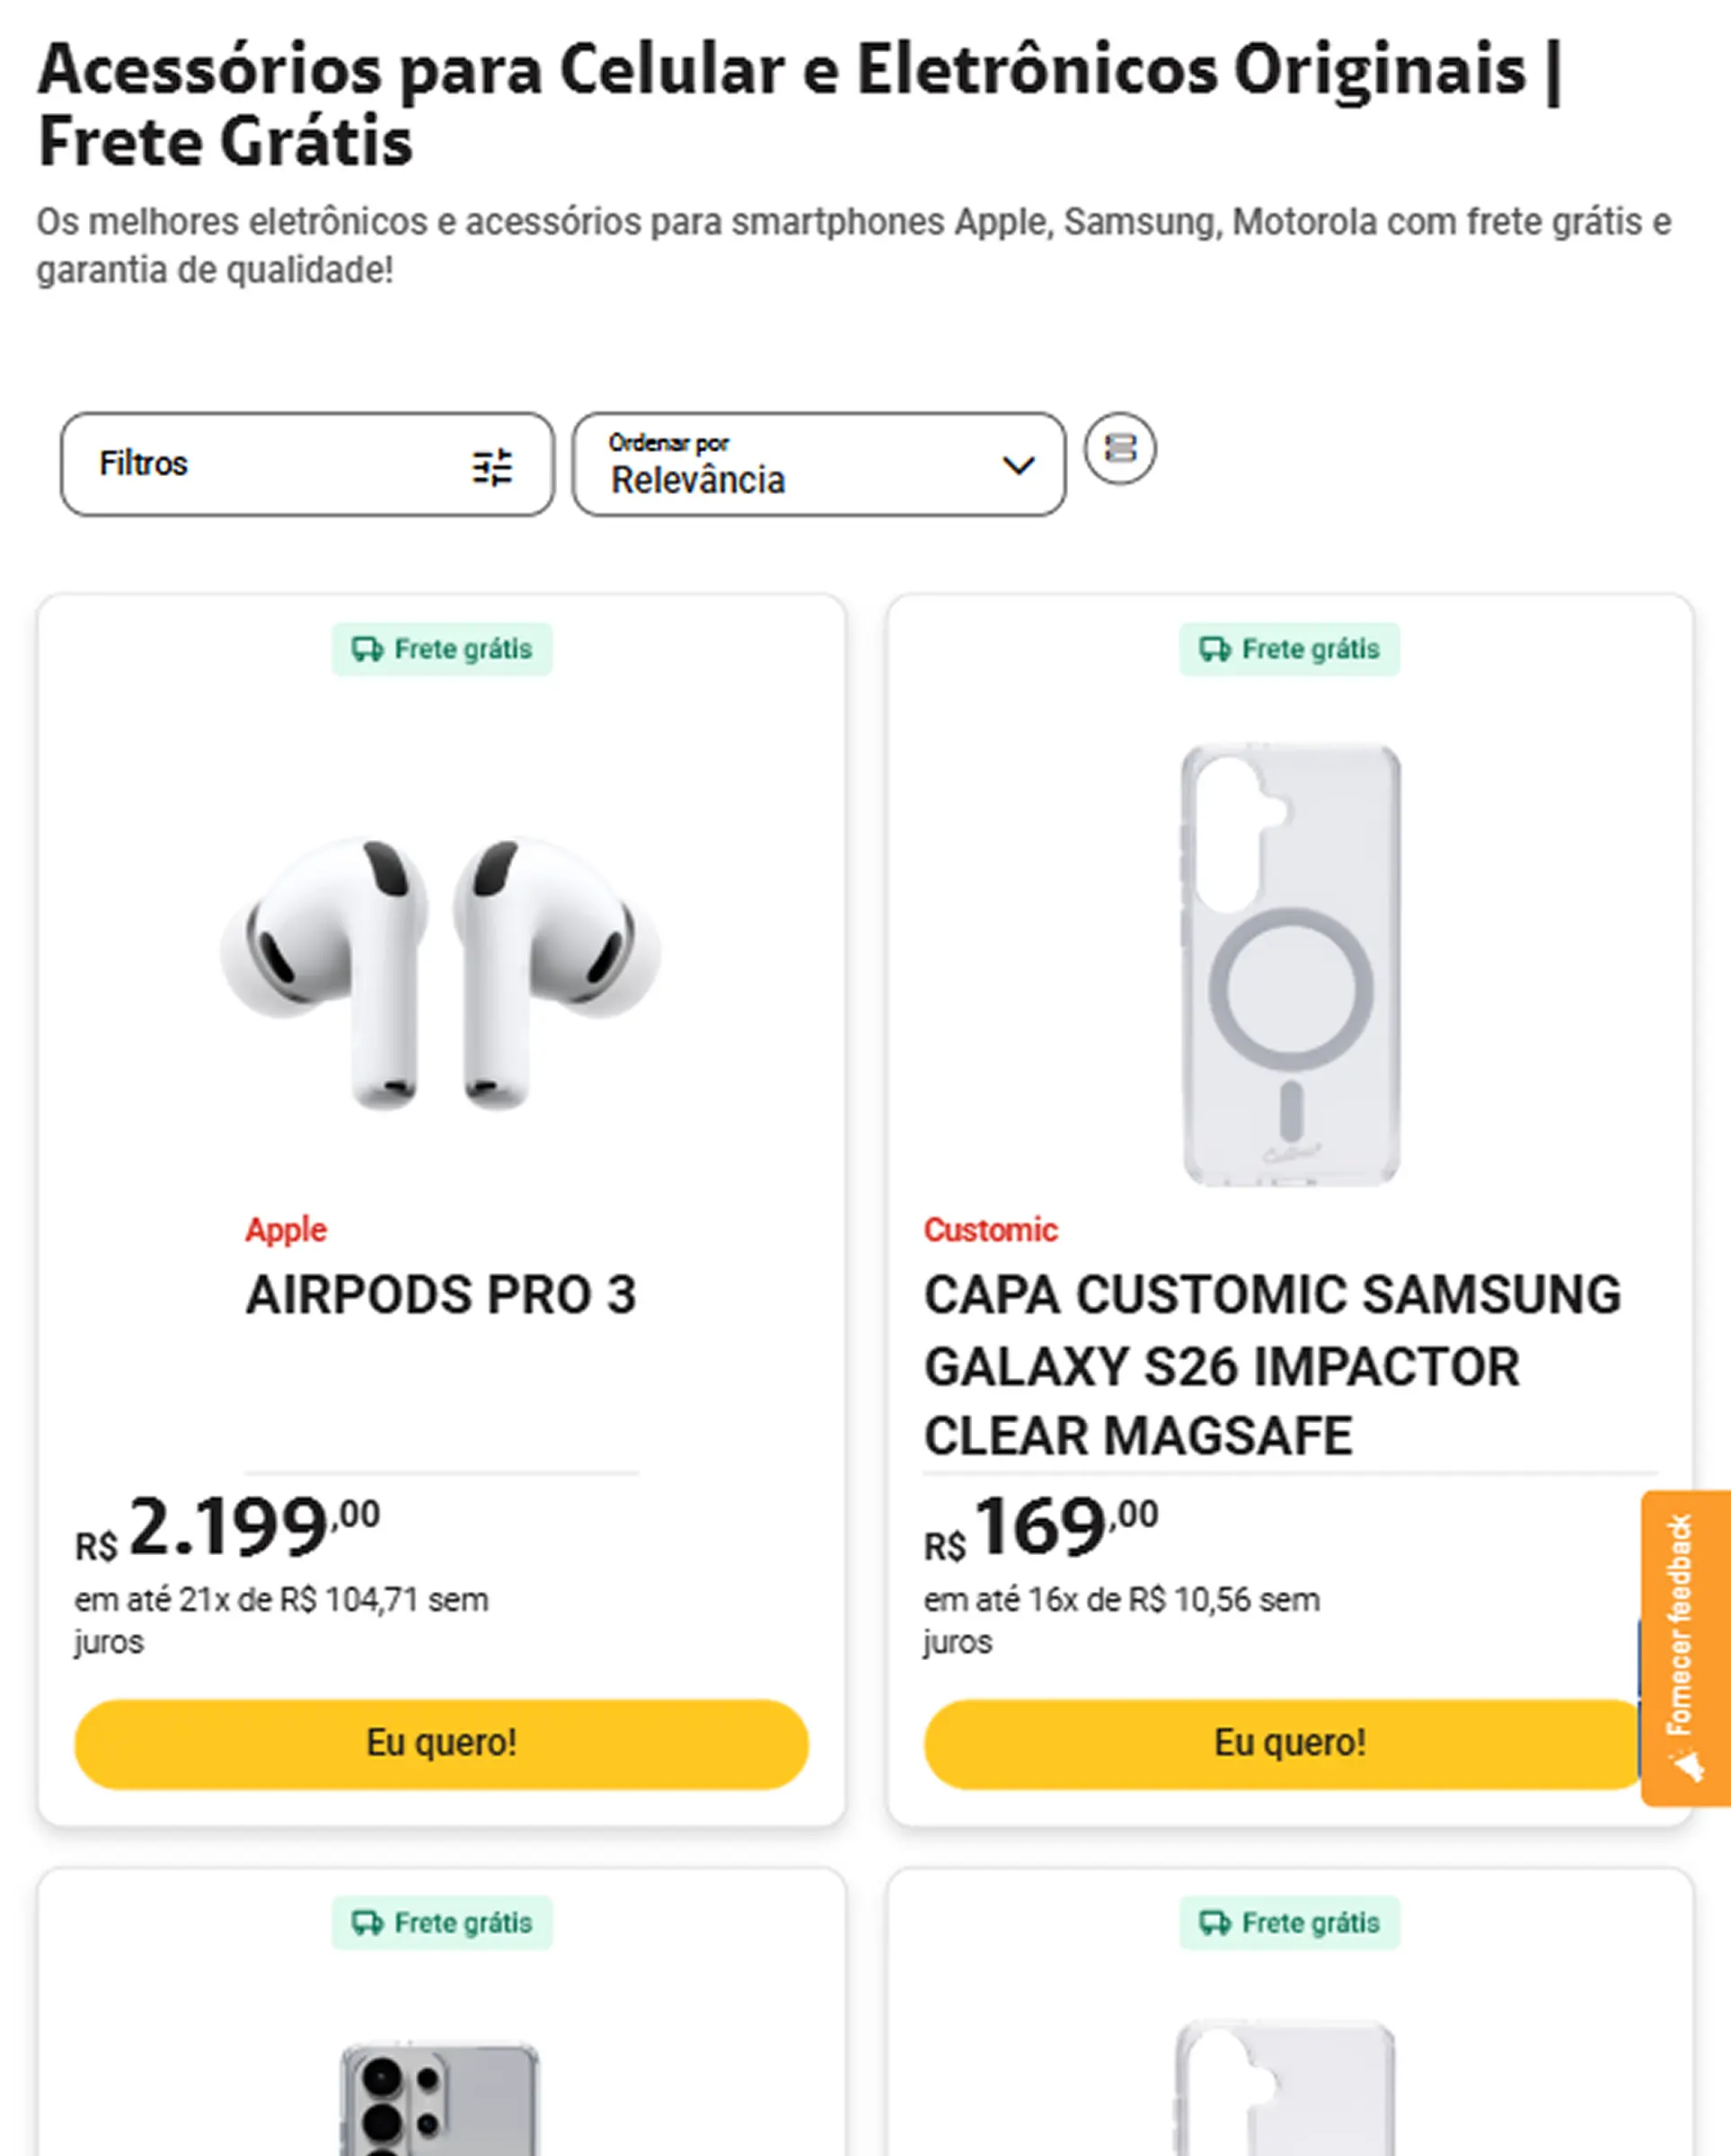 Acessórios para Celular e Eletrônicos Originais |
Frete Grátis
Os melhores eletrônicos e acessórios para smartphones Apple, Samsung, Motorola com frete grátis e
garantia de qualidade!
Filtros
Ordenar por
Relevância
Frete grátis
Apple
AIRPODS PRO 3
R$ 2.199,00
em até 21x de R$ 104,71 sem
juros
Eu quero!
Frete grátis
Customic
CAPA CUSTOMIC SAMSUNG
GALAXY S26 IMPACTOR
CLEAR MAGSAFE
R$ 169,00
em até 16x de R$ 10,56 sem
juros
Eu quero!
Fornecer feedback
Frete grátis
Frete grátis